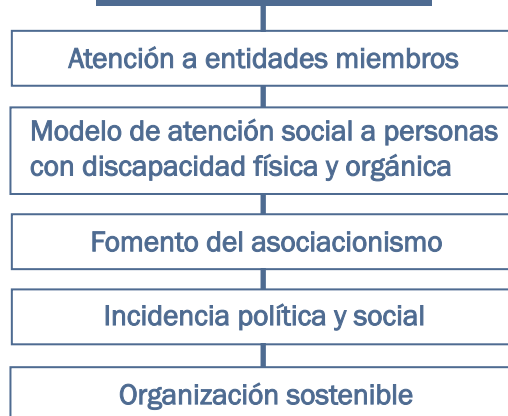 Atención a entidades miembros
Modelo de atención social a personas
con discapacidad física y orgánica
Fomento del asociacionismo
Incidencia política y social
Organización sostenible